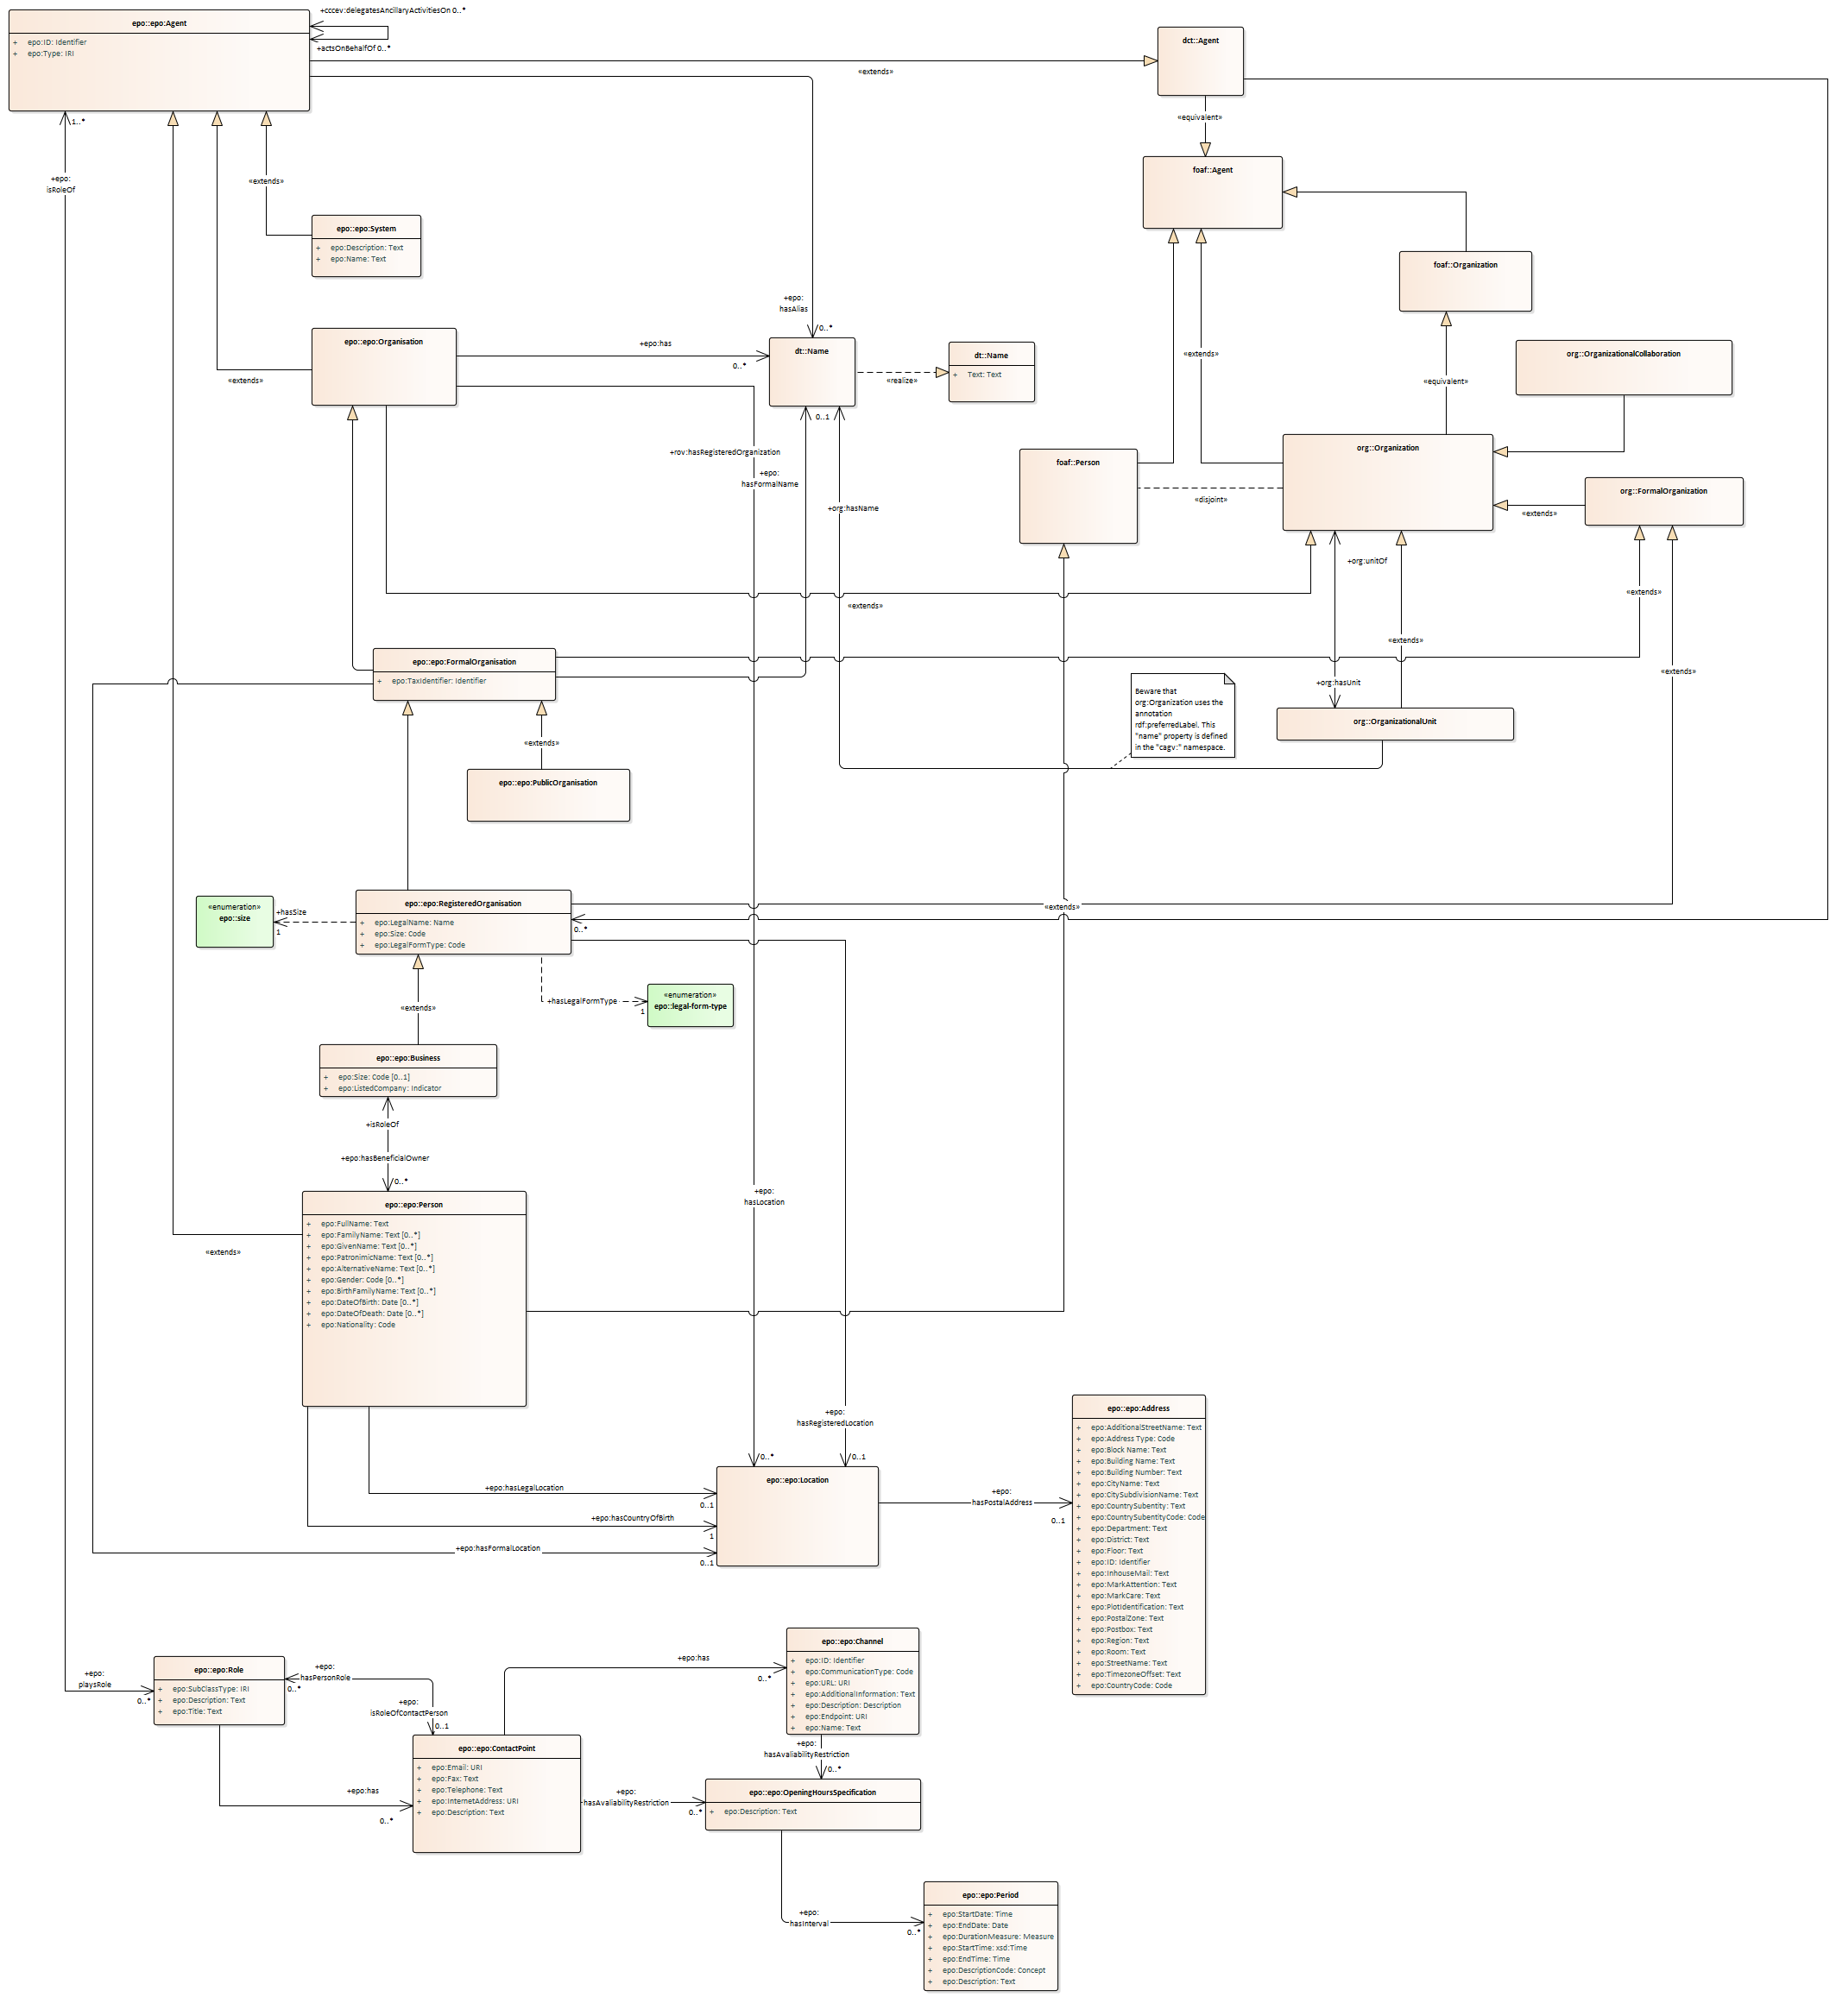 +cccev:delegatesAncillaryActivitiesOn 0..*
epo::epo:Agent
+ epo:ID: Identifier
+ epo:Type: IRI
+actsOnBehalfOf 0..*
dct::Agent
«extends»
«equivalent»
1..*
+epo:
isRoleOf
foaf::Agent
«extends»
epo::epo:System
+ epo:Description: Text
+ epo:Name: Text
foaf::Organization
+epo:
hasAlias
0..*
epo::epo:Organisation
+epo:has
0..*
dt::Name
«realize»
dt::Name
+ Text: Text
«extends»
org::OrganizationalCollaboration
«extends»
«equivalent»
0..1
+rov:hasRegisteredOrganization
+epo:
hasFormalName
+org:hasName
foaf::Person
org::Organization
«disjoint»
org::FormalOrganization
«extends»
+org:unitOf
«extends»
«extends»
«extends»
epo::epo:FormalOrganisation
+ epo:TaxIdentifier: Identifier
«extends»
+org:hasUnit
Beware that
org:Organization uses the
annotation
rdf:preferredLabel. This
"name" property is defined
in the "cagv:" namespace.
org::OrganizationalUnit
«extends»
epo::epo:PublicOrganisation
«enumeration»
epo::size
+hasSize
1
epo::epo:RegisteredOrganisation
+ epo:LegalName: Name
+ epo:Size: Code
+ epo:LegalFormType: Code
0..*
«extends»
+hasLegalFormType
1
«enumeration»
epo::legal-form-type
«extends»
epo::epo:Business
+ epo:Size: Code [0..1]
+ epo:ListedCompany: Indicator
+isRoleOf
+epo:hasBeneficialOwner
0..*
epo::epo:Person
+ epo:FullName: Text
+ epo:FamilyName: Text [0..*]
+ epo:GivenName: Text [0..*]
+ epo:PatronimicName: Text [0..*]
+ epo:AlternativeName: Text [0..*]
+ epo:Gender: Code [0..*]
+ epo:BirthFamilyName: Text [0..*]
+ epo:DateOfBirth: Date [0..*]
+ epo:DateOfDeath: Date [0..*]
+ epo:Nationality: Code
«extends»
+epo:
hasLocation
0..*
+epo:
hasRegisteredLocation
0..1
epo::epo:Location
+epo:hasLegalLocation
0..1
+epo:hasCountryOfBirth
1
+epo:hasFormalLocation
0..1
+epo:
hasPostalAddress
0..1
epo::epo:Address
+ epo:AdditionalStreetName: Text
+ epo:Address Type: Code
+ epo:Block Name: Text
+ epo:Building Name: Text
+ epo:Building Number: Text
+ epo:CityName: Text
+ epo:CitySubdivisionName: Text
+ epo:CountrySubentity: Text
+ epo:CountrySubentityCode: Code
+ epo:Department: Text
+ epo:District: Text
+ epo:Floor: Text
+ epo:ID: Identifier
+ epo:InhouseMail: Text
+ epo:MarkAttention: Text
+ epo:MarkCare: Text
+ epo:PlotIdentification: Text
+ epo:PostalZone: Text
+ epo:Postbox: Text
+ epo:Region: Text
+ epo:Room: Text
+ epo:StreetName: Text
+ epo:TimezoneOffset: Text
+ epo:CountryCode: Code
+epo:
playsRole
0..*
epo::epo:Role
+ epo:SubClassType: IRI
+ epo:Description: Text
+ epo:Title: Text
+epo:
hasPersonRole
0..*
+epo:
isRoleOfContactPerson
0..1
+epo:has
0..*
epo::epo:Channel
+ epo:ID: Identifier
+ epo:CommunicationType: Code
+ epo:URL: URI
+ epo:AdditionalInformation: Text
+ epo:Description: Description
+ epo:Endpoint: URI
+ epo:Name: Text
+epo:
hasAvaliabilityRestriction
0..*
+epo:has
0..*
epo::epo:ContactPoint
+ epo:Email: URI
+ epo:Fax: Text
+ epo:Telephone: Text
+ epo:InternetAddress: URI
+ epo:Description: Text
+epo:
hasAvaliabilityRestriction
0..*
epo::epo:OpeningHoursSpecification
+ epo:Description: Text
+epo:
hasInterval
0..*
epo::epo:Period
+ epo:StartDate: Time
+ epo:EndDate: Date
+ epo:DurationMeasure: Measure
+ epo:StartTime: xsd:Time
+ epo:EndTime: Time
+ epo:DescriptionCode: Concept
+ epo:Description: Text